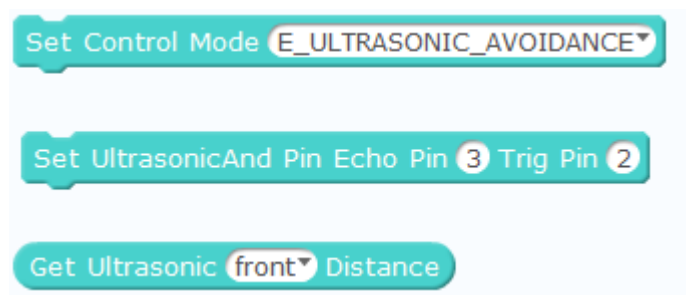 Set Control Mode E_ULTRASONIC_AVOIDANCE
Set UltrasonicAnd Pin Echo Pin 3 Trig Pin 2
Get Ultrasonic front Distance